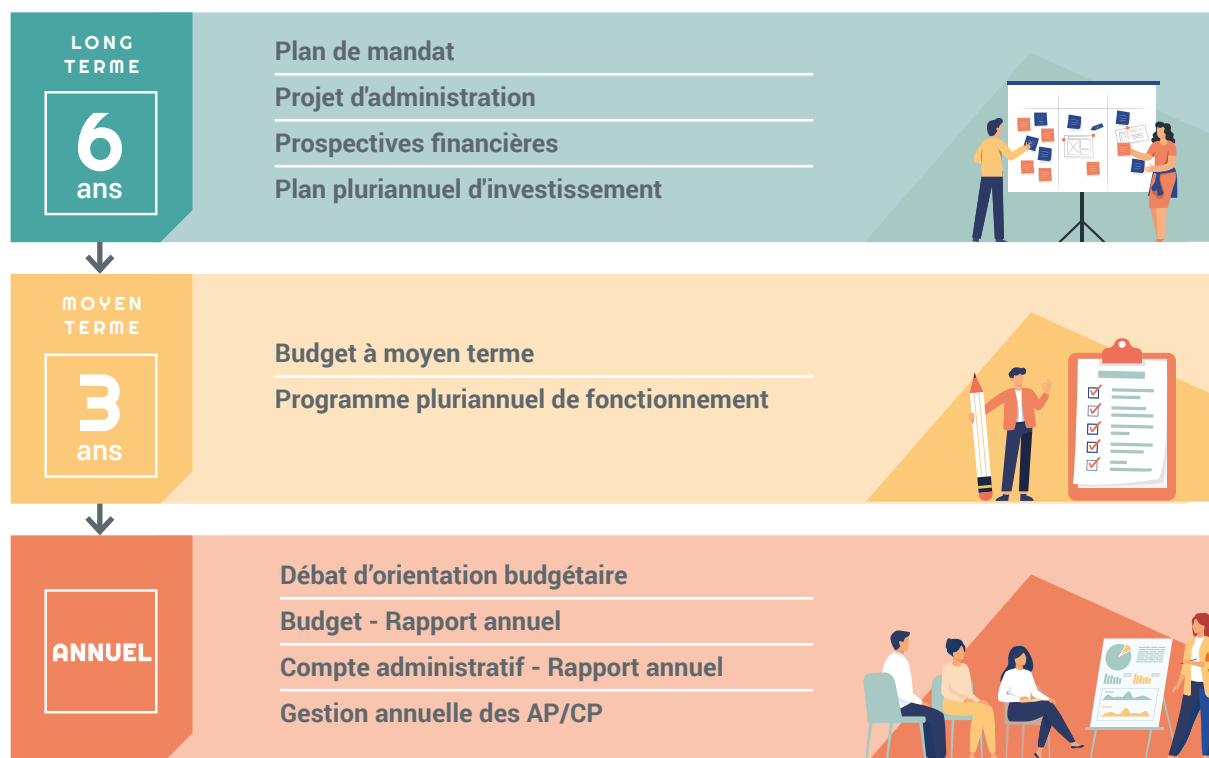 LONG
TERME
6
ans
Plan de mandat
Projet d'administration
Prospectives financières
Plan pluriannuel d'investissement
MOYEN
TERME
3
ans
Budget à moyen terme
Programme pluriannuel de fonctionnement
ANNUEL
Débat d’orientation budgétaire
Budget - Rapport annuel
Compte administratif - Rapport annuel
Gestion annuelle des AP/CP